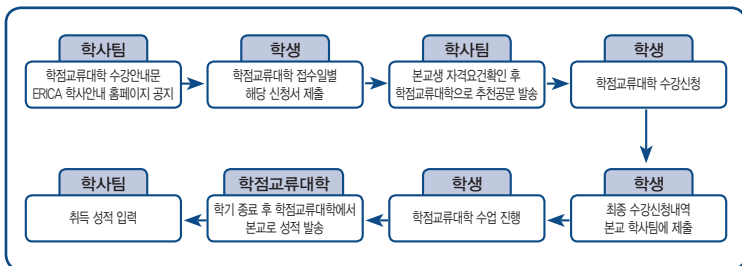 학사팀
학점교류대학 수강안내문
ERICA 학사안내 홈페이지 공지
학생
학점교류대학 접수일별
해당 신청서 제출
학사팀
본교생 자격요건확인 후
학점교류대학으로 추천공문 발송
학생
학점교류대학 수강신청
학생
최종 수강신청내역
본교 학사팀에 제출
학생
학점교류대학 수업 진행
학점교류대학
학기 종료 후 학점교류대학에서
본교로 성적 발송
학사팀
취득 성적 입력